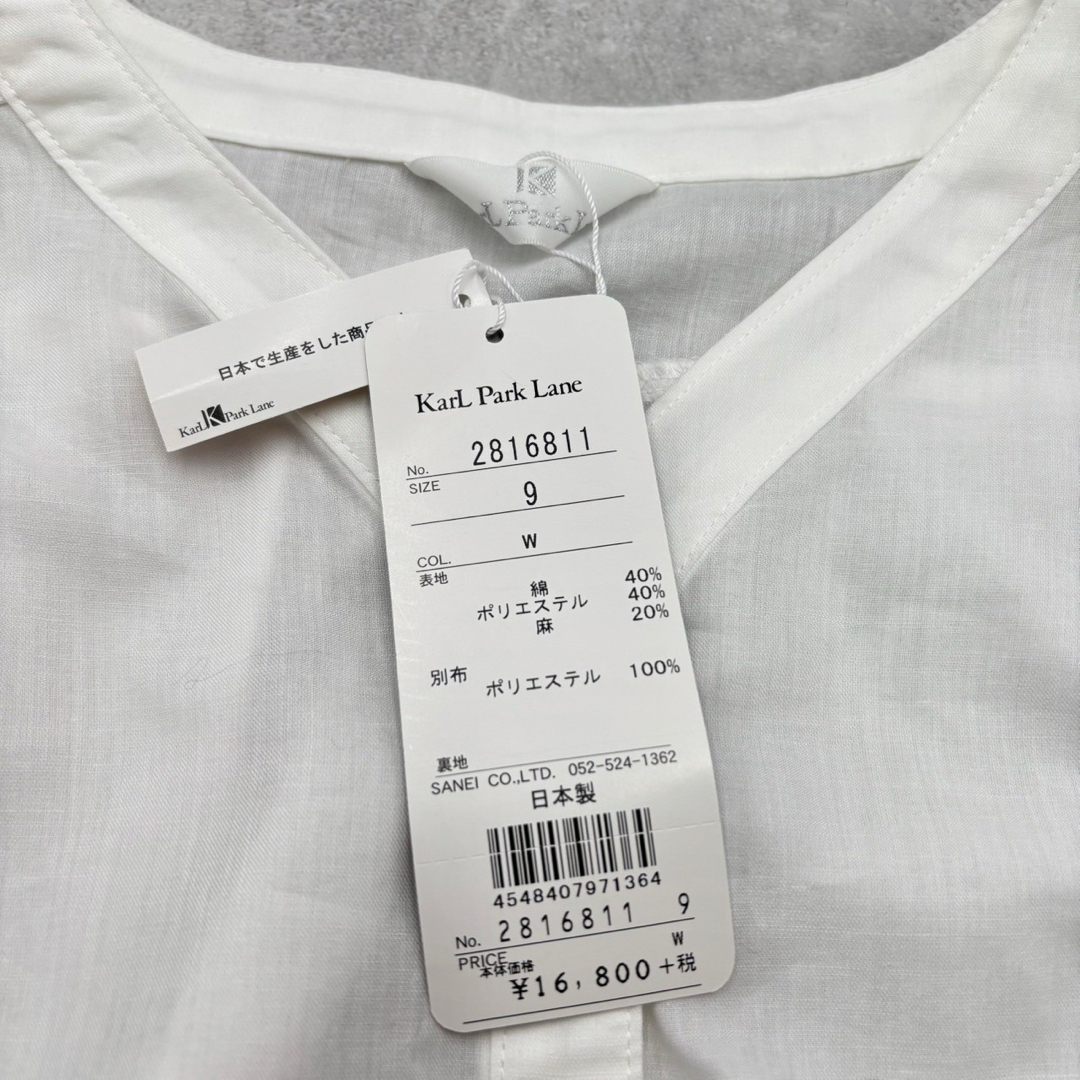 K
L Park
日本で生産をした商
KarL K Park Lane
KarL Park Lane
No. 2816811
SIZE 9
COL. W
表地
綿 40%
ポリエステル 40%
麻 20%
別布 ポリエステル 100%
裏地
SANEI CO.,LTD. 052-524-1362
日本製
4548407971364
No. 2816811 9
W
PRICE
本体価格
¥16,800+税